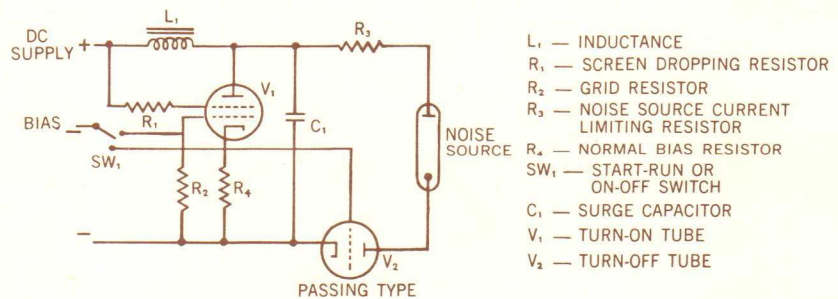 L₁
DC
SUPPLY +
R₃
V₁
R₁
BIAS −
C₁
NOISE
SOURCE
SW₁
R₂
R₄
−
V₂
PASSING TYPE
L₁ — INDUCTANCE
R₁ — SCREEN DROPPING RESISTOR
R₂ — GRID RESISTOR
R₃ — NOISE SOURCE CURRENT
LIMITING RESISTOR
R₄ — NORMAL BIAS RESISTOR
SW₁ — START-RUN OR
ON-OFF SWITCH
C₁ — SURGE CAPACITOR
V₁ — TURN-ON TUBE
V₂ — TURN-OFF TUBE